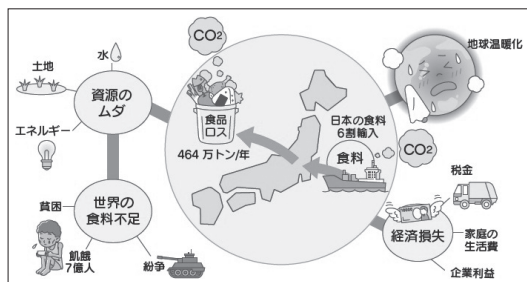 水
土地
資源の
ムダ
エネルギー
貧困
世界の
食料不足
飢餓
7億人
紛争
CO2
食品
ロス
464 万トン/年
日本の食料
6割輸入
食料
地球温暖化
CO2
税金
経済損失
家庭の
生活費
企業利益